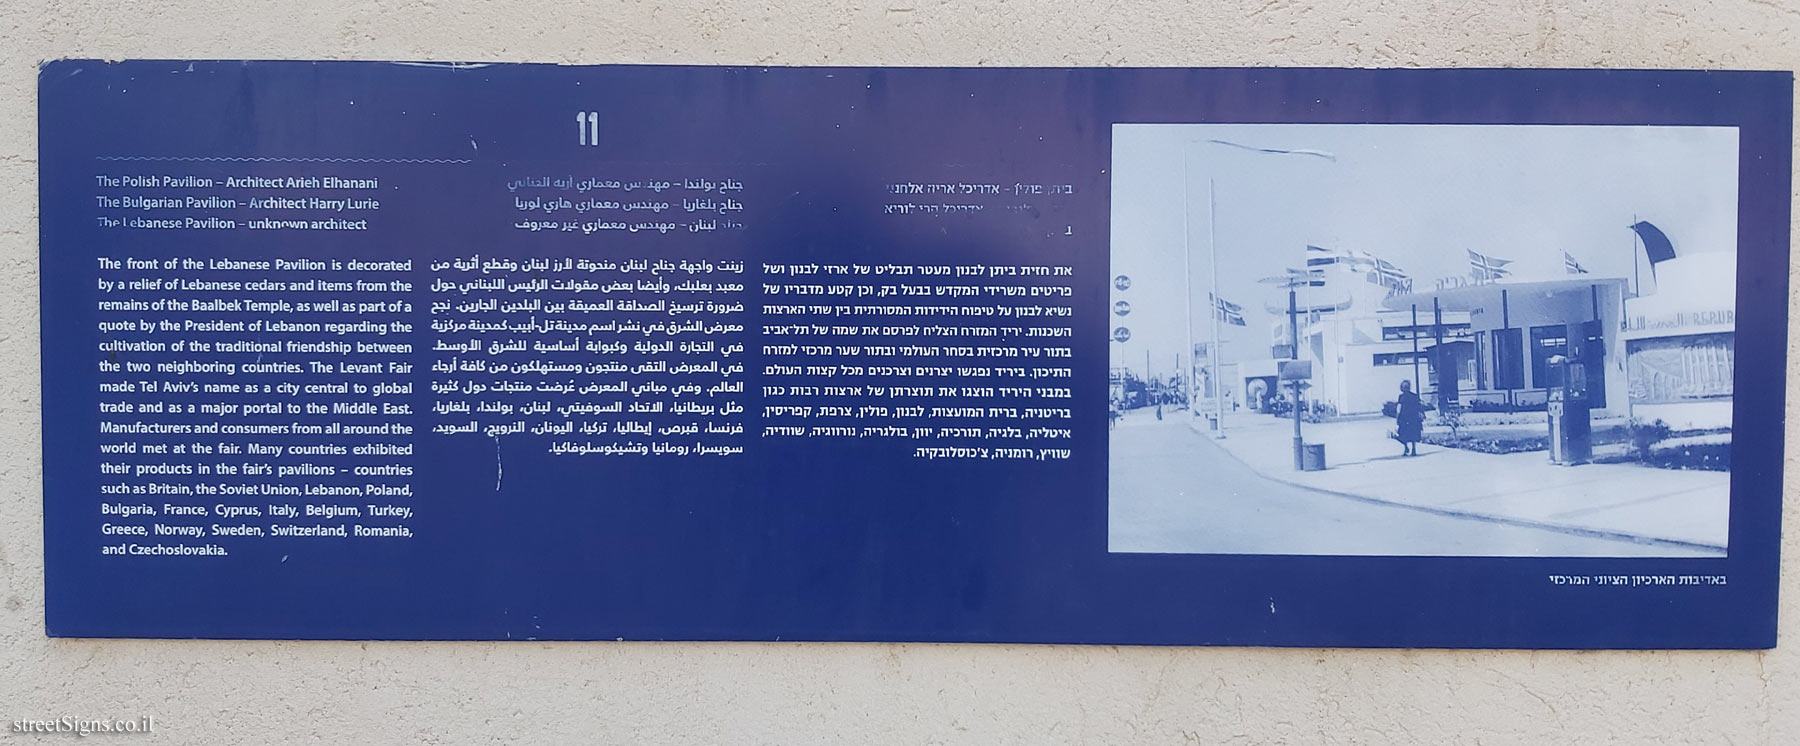 11
The Polish Pavilion – Architect Arieh Elhanani
The Bulgarian Pavilion – Architect Harry Lurie
The Lebanese Pavilion – unknown architect
The front of the Lebanese Pavilion is decorated
by a relief of Lebanese cedars and items from the
remains of the Baalbek Temple, as well as part of a
quote by the President of Lebanon regarding the
cultivation of the traditional friendship between
the two neighboring countries. The Levant Fair
made Tel Aviv's name as a city central to global
trade and as a major portal to the Middle East.
Manufacturers and consumers from all around the
world met at the fair. Many countries exhibited
their products in the fair's pavilions – countries
such as Britain, the Soviet Union, Lebanon, Poland,
Bulgaria, France, Cyprus, Italy, Belgium, Turkey,
Greece, Norway, Sweden, Switzerland, Romania,
and Czechoslovakia.
جناح بولندا – مهندس معماري أريه الحناني
جناح بلغاريا – مهندس معماري هاري لوريا
جناح لبنان – مهندس معماري غير معروف
زينت واجهة جناح لبنان منحوتة لأرز لبنان وقطع أثرية من
معبد بعلبك، وأيضا بعض مقولات الرئيس اللبناني حول
ضرورة ترسيخ الصداقة العميقة بين البلدين الجارين. نجح
معرض الشرق في نشر اسم مدينة تل-أبيب كمدينة مركزية
في التجارة الدولية وكبوابة أساسية للشرق الأوسط.
في المعرض التقى منتجون ومستهلكون من كافة أرجاء
العالم. وفي مباني المعرض عُرضت منتجات دول كثيرة
مثل بريطانيا، الاتحاد السوفيتي، لبنان، بولندا، بلغاريا،
فرنسا، قبرص، إيطاليا، تركيا، اليونان، النرويج، السويد،
سويسرا، رومانيا وتشيكوسلوفاكيا.
ביתן פולין – אדריכל אריה אלחנני
אדריכל הרי לוריא
את חזית ביתן לבנון מעטר תבליט של ארזי לבנון ושל
פריטים משרידי המקדש בבעל בק, וכן קטע מדבריו של
נשיא לבנון על טיפוח הידידות המסורתית בין שתי הארצות
השכנות. יריד המזרח הצליח לפרסם את שמה של תל־אביב
בתור עיר מרכזית בסחר העולמי ובתור שער מרכזי למזרח
התיכון. ביריד נפגשו יצרנים וצרכנים מכל קצות העולם.
במבני היריד הוצגו את תוצרתן של ארצות רבות כגון
בריטניה, ברית המועצות, לבנון, פולין, צרפת, קפריסין,
איטליה, בלגיה, תורכיה, יוון, בולגריה, נורווגיה, שוודיה,
שוויץ, רומניה, צ'כוסלובקיה.
באדיבות הארכיון הציוני המרכזי
streetSigns.co.il